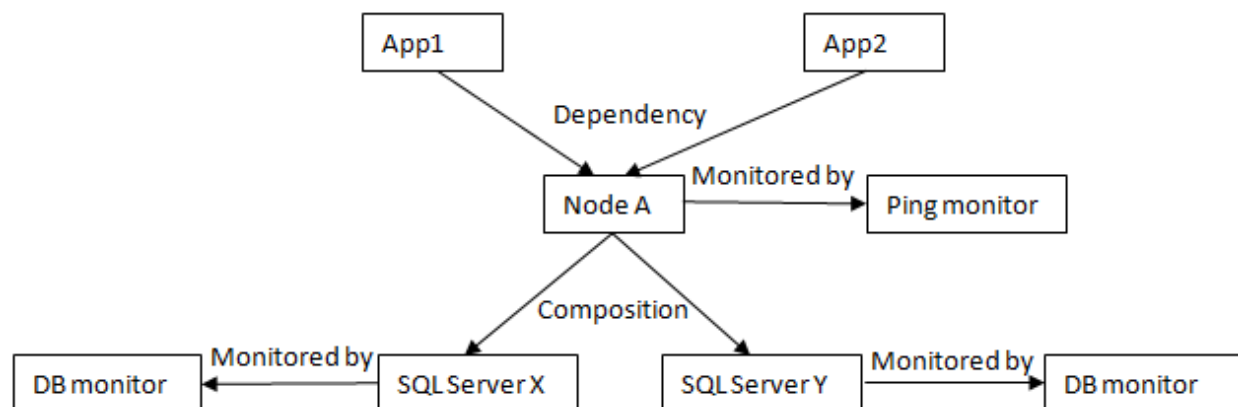 App1
App2
Dependency
Monitored by
Node A
Ping monitor
Composition
Monitored by
Monitored by
DB monitor
SQL Server X
SQL Server Y
DB monitor